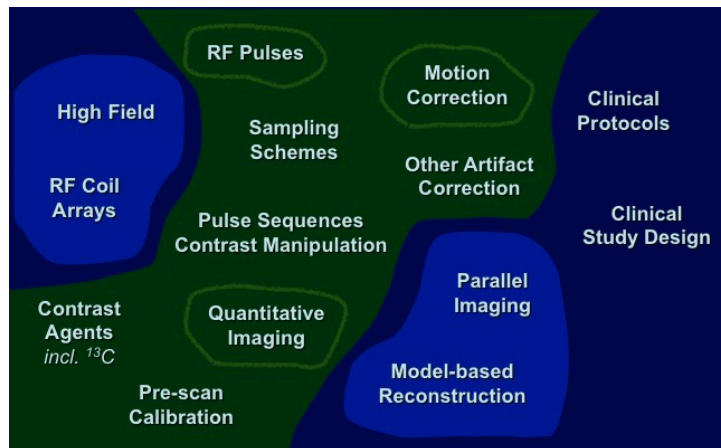 RF Pulses
Motion
Correction
High Field
Clinical
Protocols
Sampling
Schemes
RF Coil
Arrays
Other Artifact
Correction
Pulse Sequences
Contrast Manipulation
Clinical
Study Design
Parallel
Imaging
Contrast
Agents
incl. ¹³C
Quantitative
Imaging
Model-based
Reconstruction
Pre-scan
Calibration